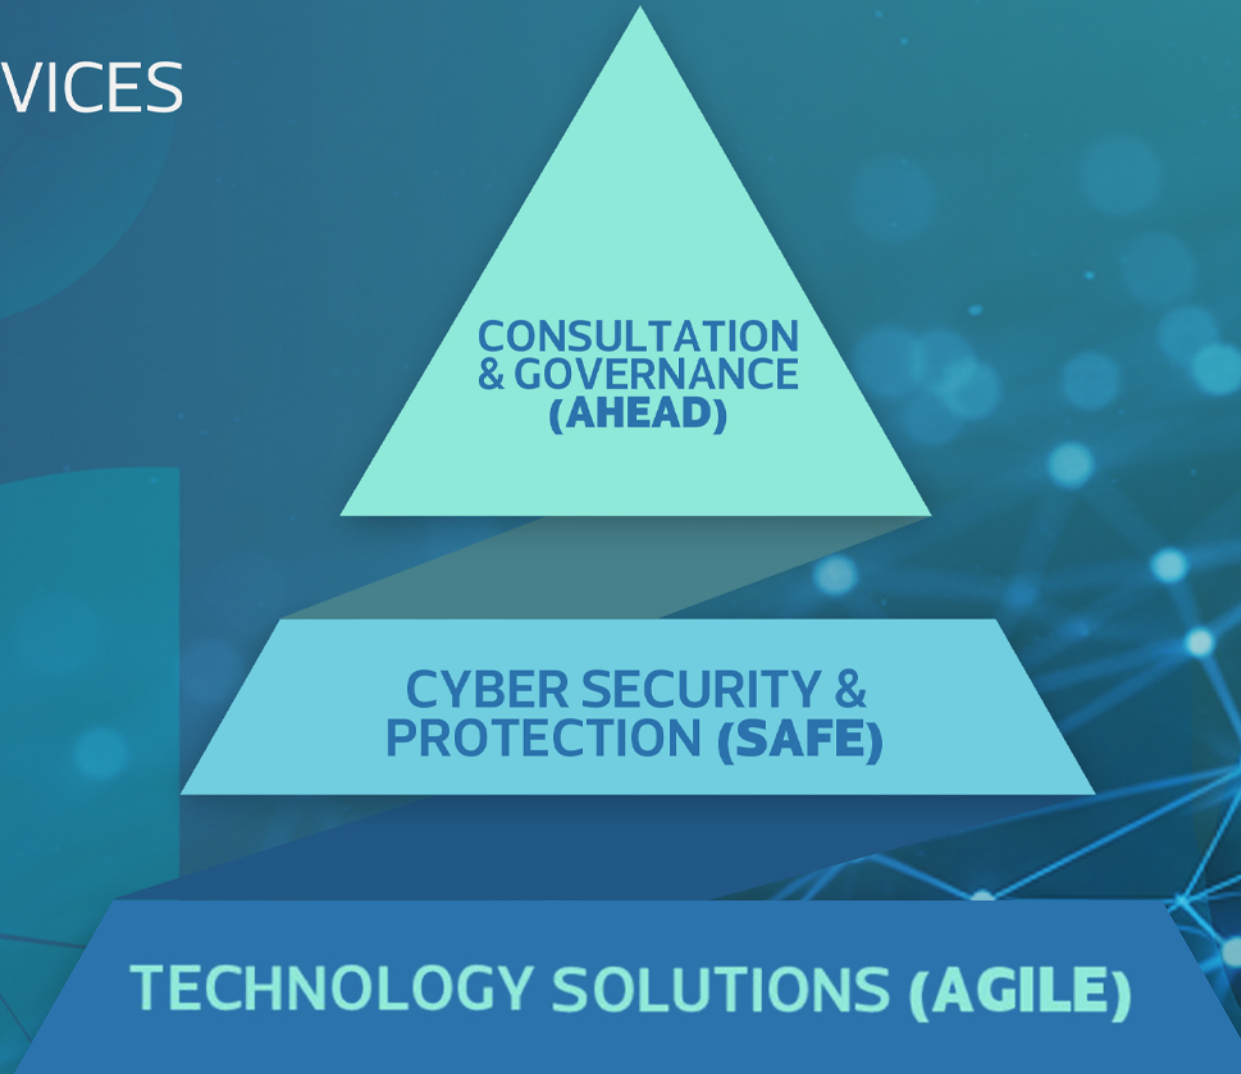 VICES
CONSULTATION
& GOVERNANCE
(AHEAD)
CYBER SECURITY &
PROTECTION (SAFE)
TECHNOLOGY SOLUTIONS (AGILE)